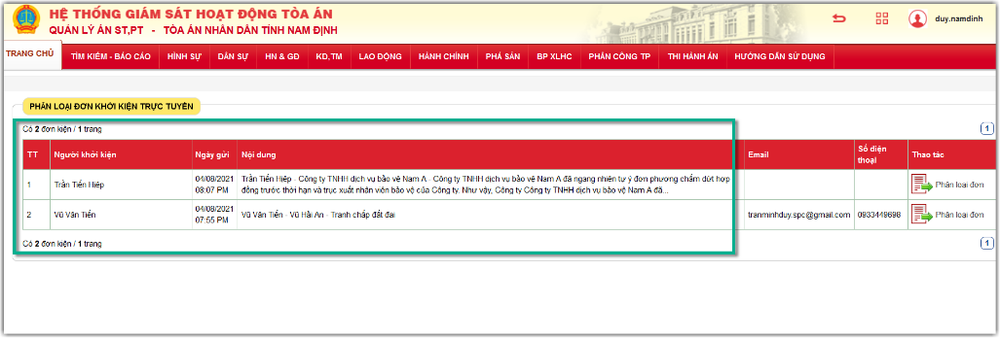 HỆ THỐNG GIÁM SÁT HOẠT ĐỘNG TÒA ÁN
QUẢN LÝ ÁN ST,PT - TÒA ÁN NHÂN DÂN TỈNH NAM ĐỊNH
duy.namdinh
TRANG CHỦ TÌM KIẾM - BÁO CÁO HÌNH SỰ DÂN SỰ HN & GĐ KD,TM LAO ĐỘNG HÀNH CHÍNH PHÁ SẢN BP XLHC PHÂN CÔNG TP THI HÀNH ÁN HƯỚNG DẪN SỬ DỤNG
PHÂN LOẠI ĐƠN KHỞI KIỆN TRỰC TUYẾN
Có 2 đơn kiện / 1 trang 1
TT Người khởi kiện Ngày gửi Nội dung Email Số điện thoại Thao tác
1 Trần Tiến Hiệp 04/08/2021 08:07 PM Trần Tiến Hiệp - Công ty TNHH dịch vụ bảo vệ Nam A - Công ty TNHH dịch vụ bảo vệ Nam A đã ngang nhiên tự ý đơn phương chấm dứt hợp
đồng trước thời hạn và trục xuất nhân viên bảo vệ của Công ty. Như vậy, Công ty Công ty TNHH dịch vụ bảo vệ Nam A đã... Phân loại đơn
2 Vũ Văn Tiến 04/08/2021 07:55 PM Vũ Văn Tiến - Vũ Hải An - Tranh chấp đất đai tranminhduy.spc@gmail.com 0933449698 Phân loại đơn
Có 2 đơn kiện / 1 trang 1